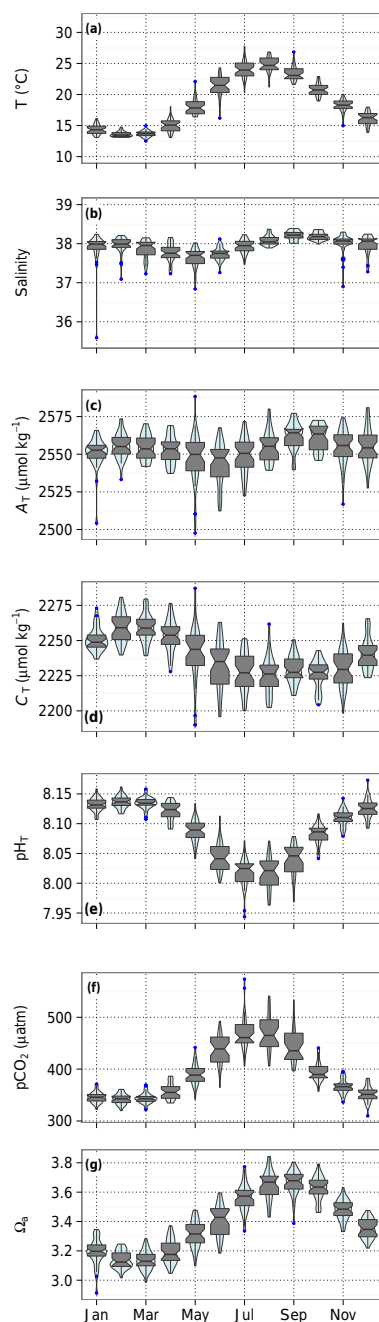 (a)
T (°C)
30
25
20
15
10
(b)
Salinity
39
38
37
36
(c)
A_T (µmol kg⁻¹)
2575
2550
2525
2500
C_T (µmol kg⁻¹)
2275
2250
2225
2200
(d)
pH_T
8.15
8.10
8.05
8.00
7.95
(e)
(f)
pCO₂ (µatm)
500
400
300
(g)
Ωₐ
3.8
3.6
3.4
3.2
3.0
Jan Mar May Jul Sep Nov